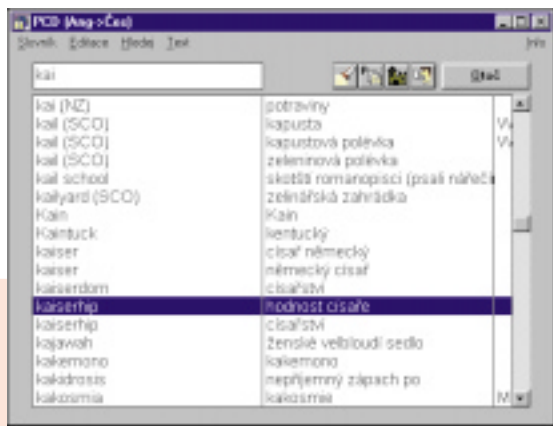 PCD (Ang->Čes)
Slovník Editace Hledej Text Info
kai
kai (NZ) potraviny
kail (SCO) kapusta
kail (SCO) kapustová polévka
kail (SCO) zeleninová polévka
kail school skotští romanopisci (psali nářečí
kailyard (SCO) zelinářská zahrádka
Kain Kain
Kaintuck kentucký
kaiser císař německý
kaiser německý císař
kaiserdom císařství
kaiserhip hodnost císaře
kaiserhip císařství
kajawah ženské velbloudí sedlo
kakemono kakemono
kakidrosis nepříjemný zápach po
kakosmia kakosmie M